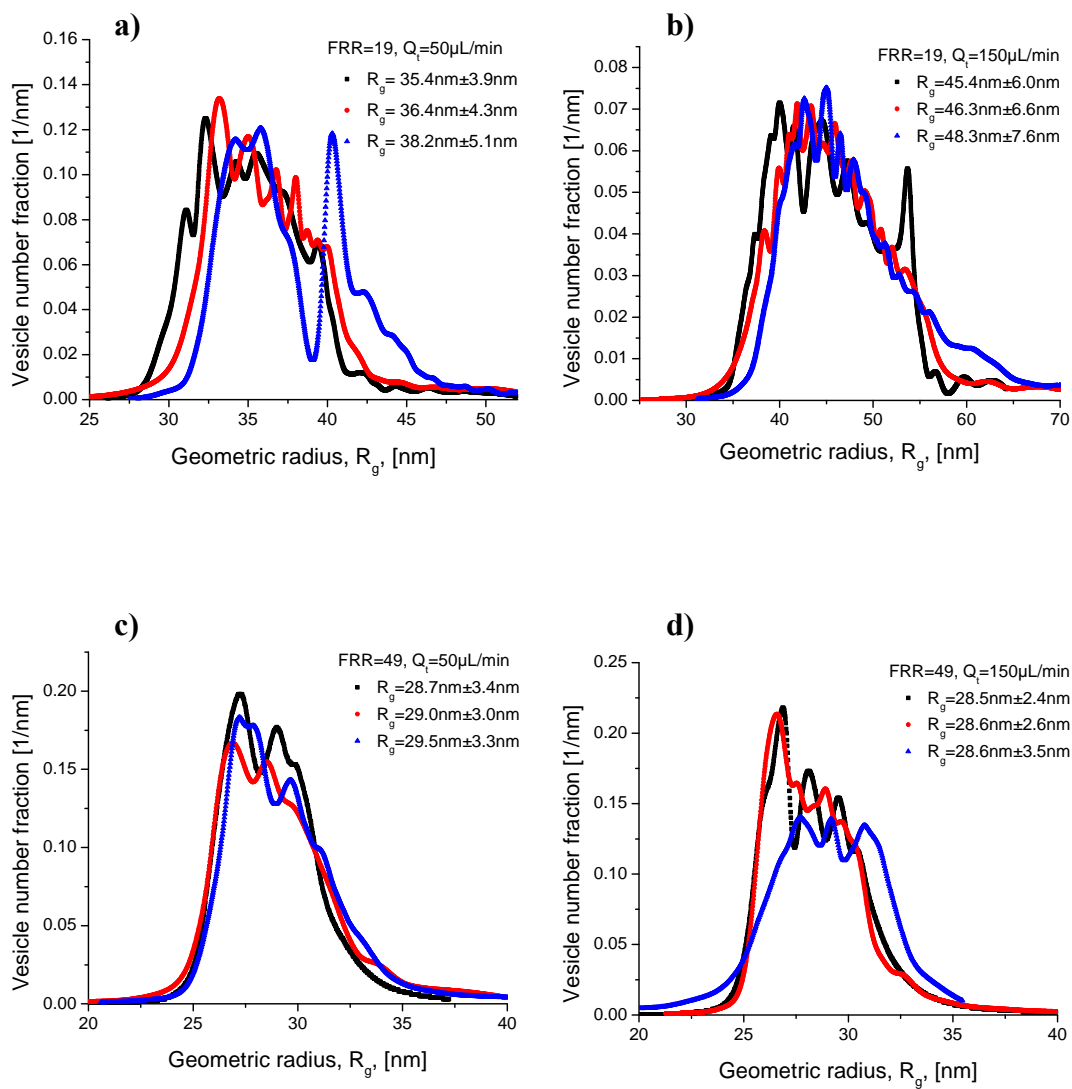 a)
FRR=19, Qt=50µL/min
Rg= 35.4nm±3.9nm
Rg= 36.4nm±4.3nm
Rg= 38.2nm±5.1nm
0.16
0.14
0.12
0.10
0.08
0.06
0.04
0.02
0.00
Vesicle number fraction [1/nm]
25 30 35 40 45 50
Geometric radius, Rg, [nm]
b)
FRR=19, Qt=150µL/min
Rg=45.4nm±6.0nm
Rg=46.3nm±6.6nm
Rg=48.3nm±7.6nm
0.08
0.07
0.06
0.05
0.04
0.03
0.02
0.01
0.00
Vesicle number fraction [1/nm]
30 40 50 60 70
Geometric radius, Rg, [nm]
c)
FRR=49, Qt=50µL/min
Rg=28.7nm±3.4nm
Rg=29.0nm±3.0nm
Rg=29.5nm±3.3nm
0.20
0.15
0.10
0.05
0.00
Vesicle number fraction [1/nm]
20 25 30 35 40
Geometric radius, Rg, [nm]
d)
FRR=49, Qt=150µL/min
Rg=28.5nm±2.4nm
Rg=28.6nm±2.6nm
Rg=28.6nm±3.5nm
0.25
0.20
0.15
0.10
0.05
0.00
Vesicle number fraction [1/nm]
20 25 30 35 40
Geometric radius, Rg, [nm]